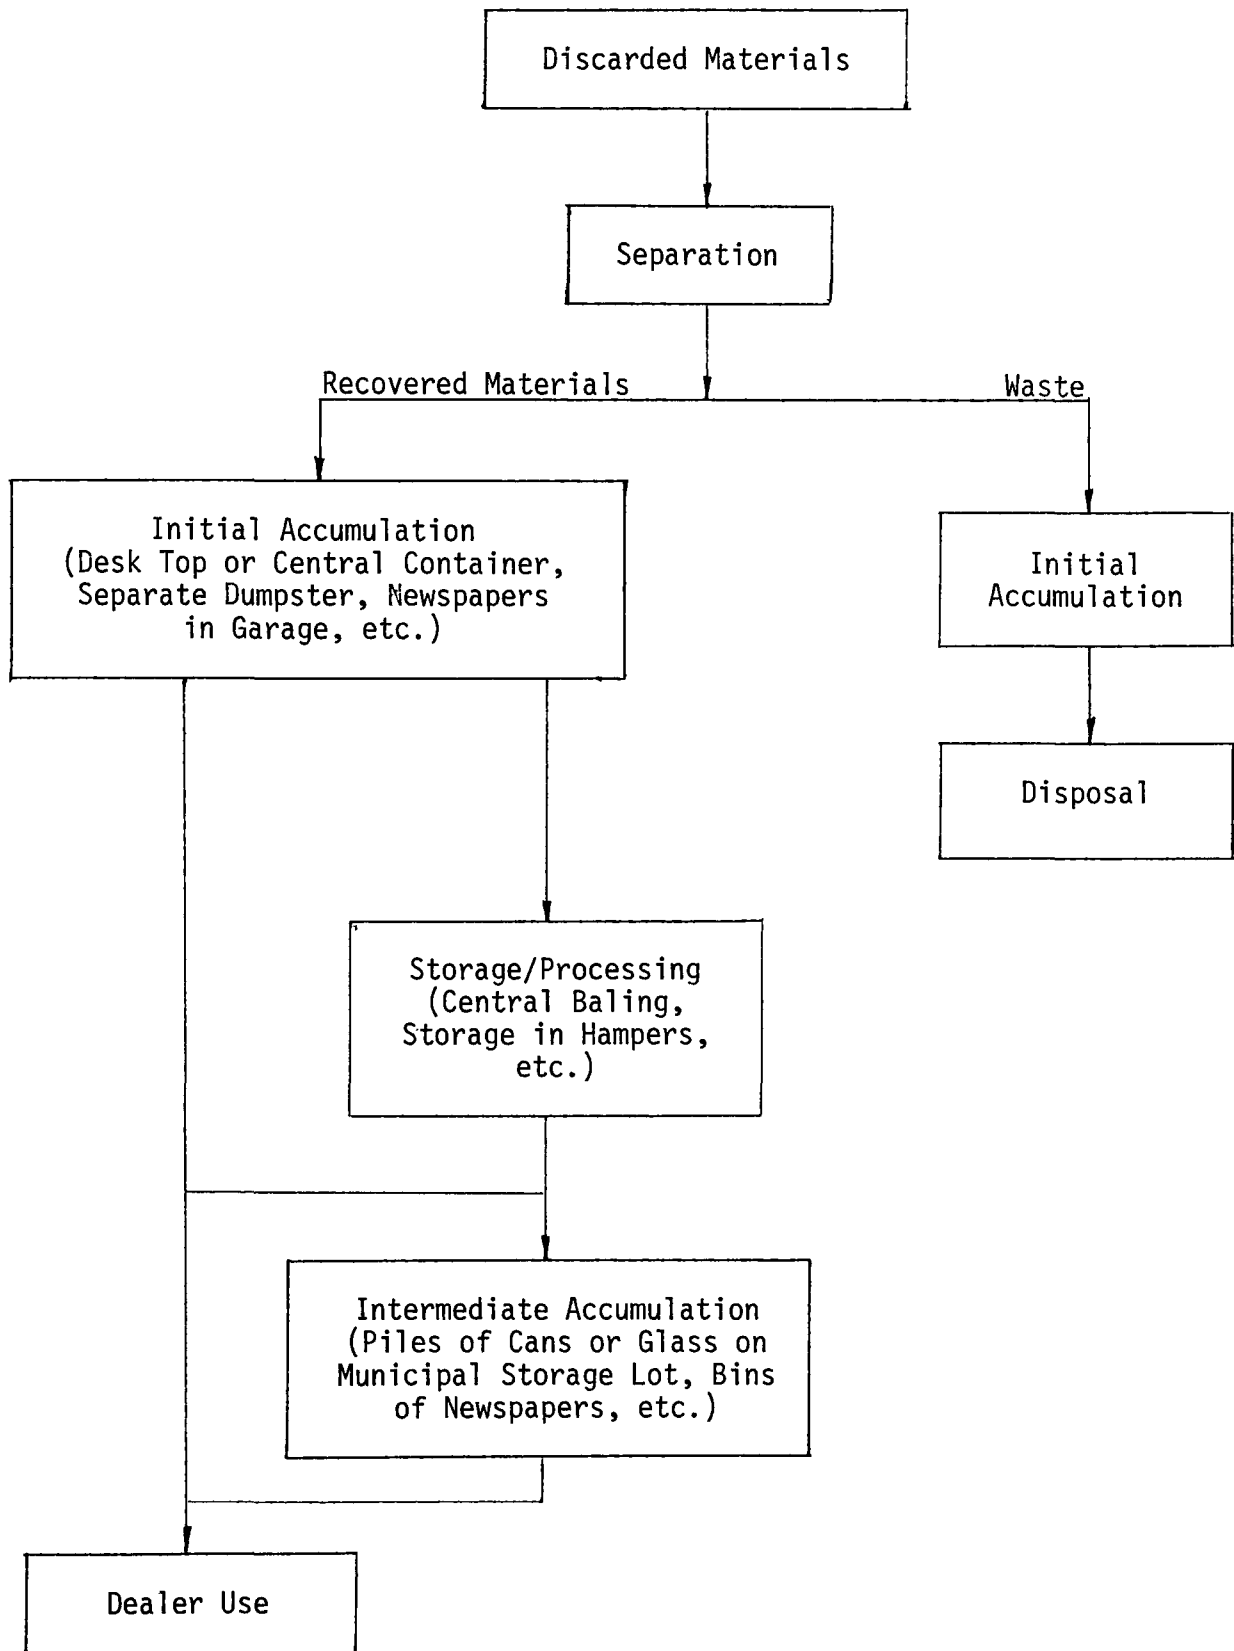 Discarded Materials
Separation
Recovered Materials
Waste
Initial Accumulation
(Desk Top or Central Container,
Separate Dumpster, Newspapers
in Garage, etc.)
Initial
Accumulation
Disposal
Storage/Processing
(Central Baling,
Storage in Hampers,
etc.)
Intermediate Accumulation
(Piles of Cans or Glass on
Municipal Storage Lot, Bins
of Newspapers, etc.)
Dealer Use